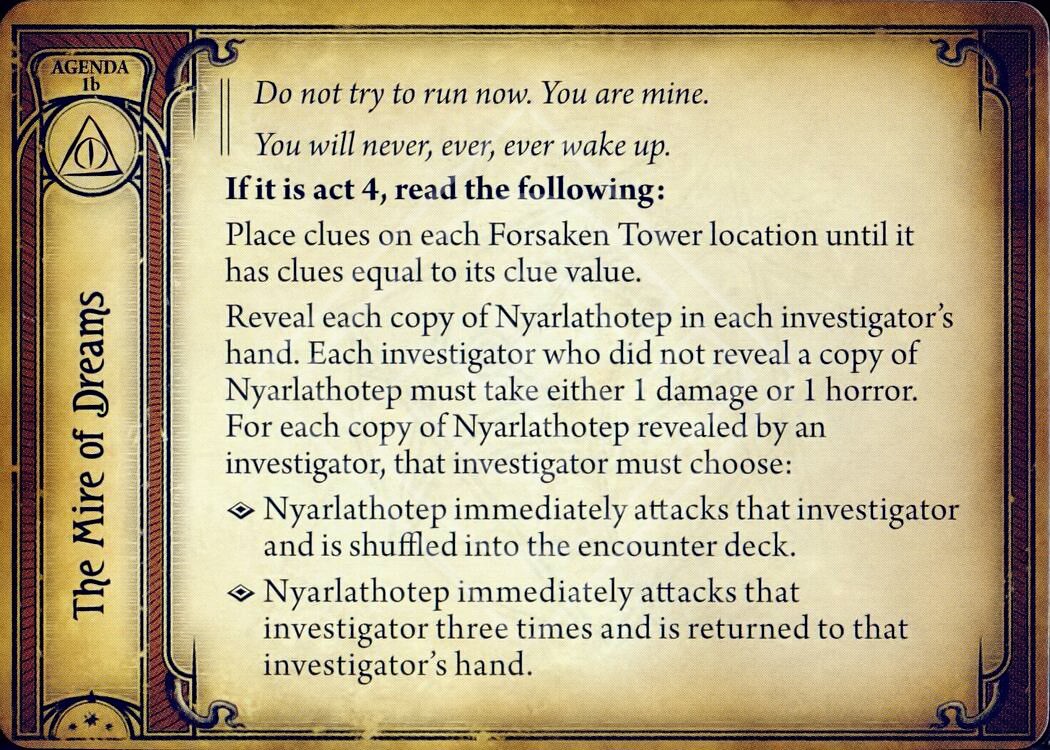 AGENDA
1b
The Mire of Dreams
Do not try to run now. You are mine.
You will never, ever, ever wake up.
If it is act 4, read the following:
Place clues on each Forsaken Tower location until it
has clues equal to its clue value.
Reveal each copy of Nyarlathotep in each investigator's
hand. Each investigator who did not reveal a copy of
Nyarlathotep must take either 1 damage or 1 horror.
For each copy of Nyarlathotep revealed by an
investigator, that investigator must choose:
Nyarlathotep immediately attacks that investigator
and is shuffled into the encounter deck.
Nyarlathotep immediately attacks that
investigator three times and is returned to that
investigator's hand.